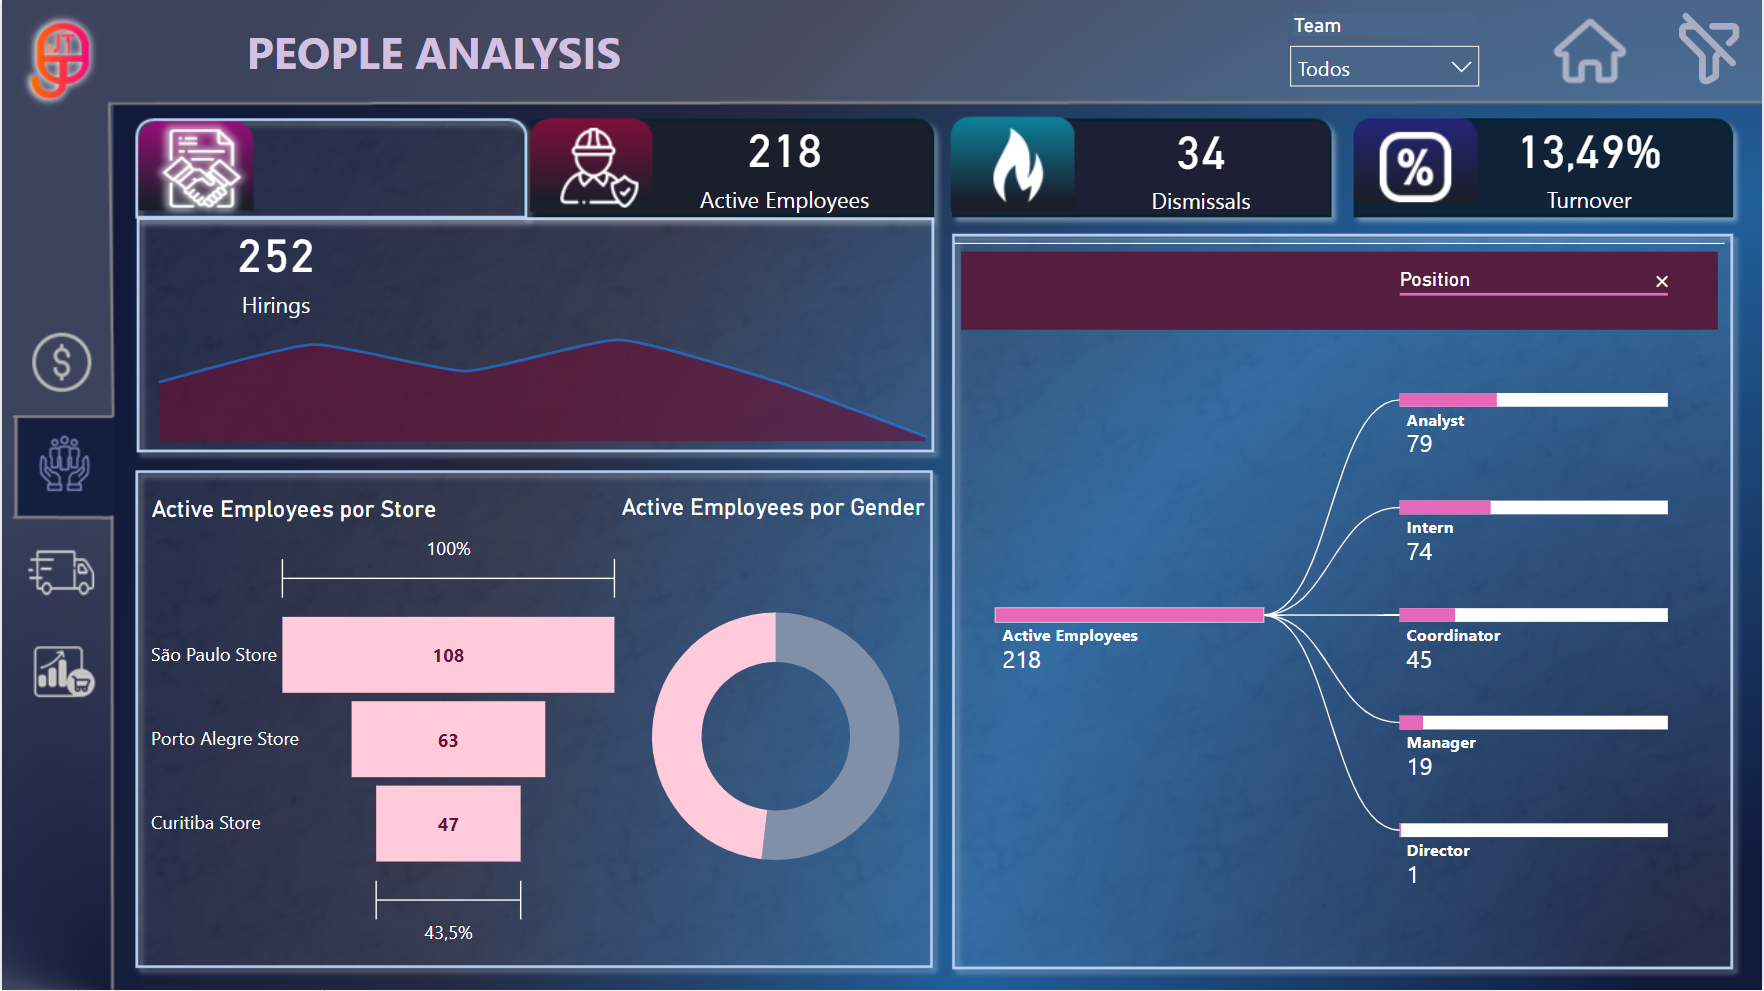 JT
PEOPLE ANALYSIS
Team
Todos
218
Active Employees
34
Dismissals
%
13,49%
Turnover
252
Hirings
$
Position
Active Employees por Store
100%
São Paulo Store
108
Porto Alegre Store
63
Curitiba Store
47
43,5%
Active Employees por Gender
Active Employees
218
Analyst
79
Intern
74
Coordinator
45
Manager
19
Director
1